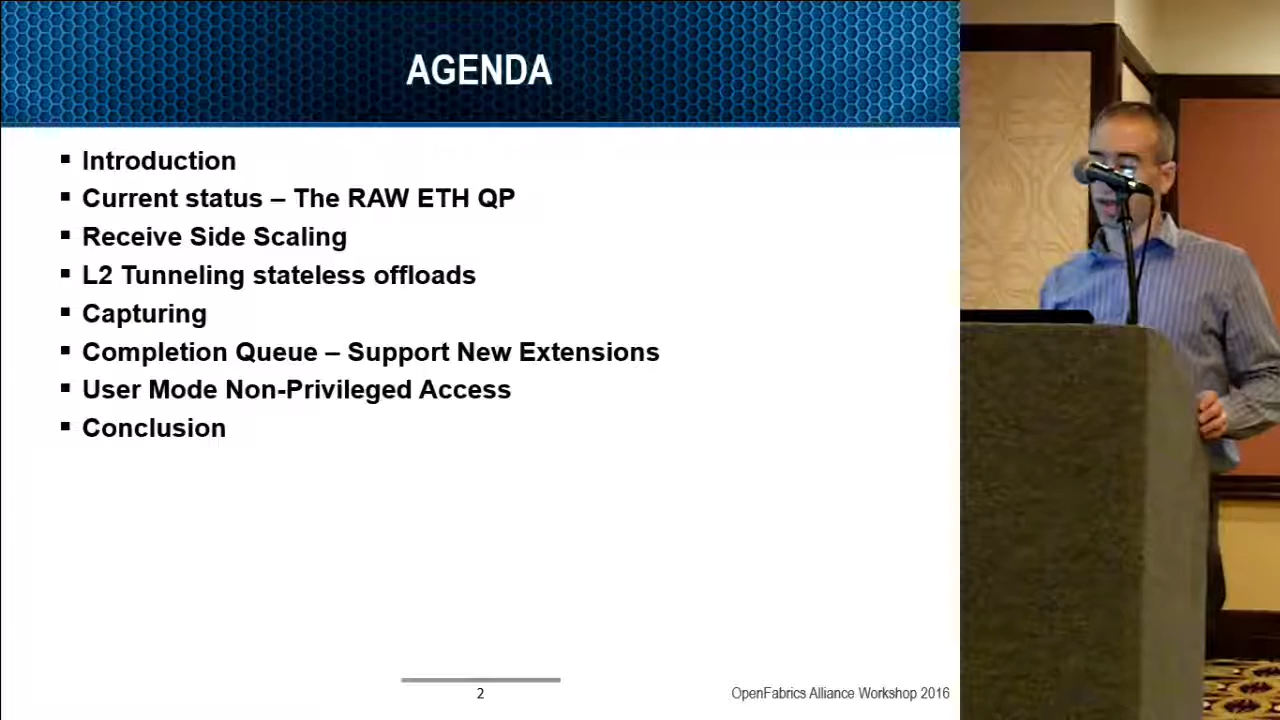 AGENDA
▪ Introduction
▪ Current status – The RAW ETH QP
▪ Receive Side Scaling
▪ L2 Tunneling stateless offloads
▪ Capturing
▪ Completion Queue – Support New Extensions
▪ User Mode Non-Privileged Access
▪ Conclusion
2
OpenFabrics Alliance Workshop 2016